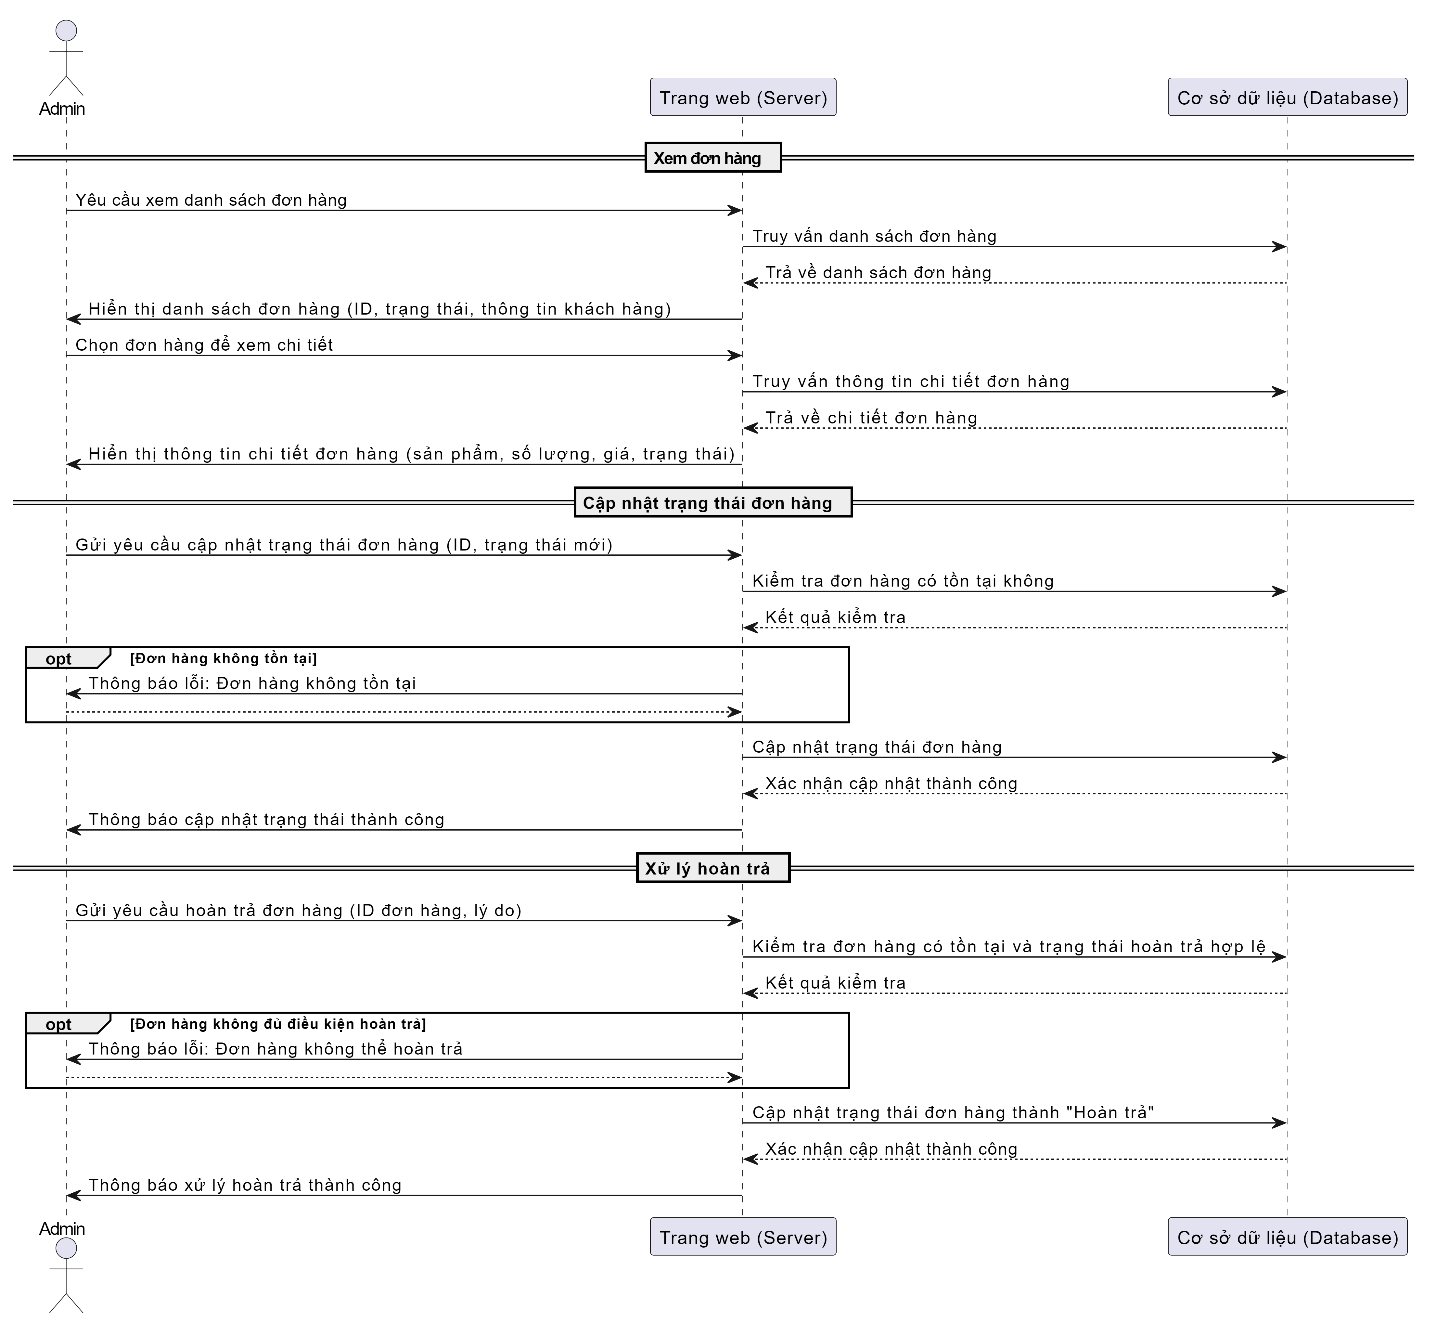 Admin
Trang web (Server)
Cơ sở dữ liệu (Database)
Xem đơn hàng
Yêu cầu xem danh sách đơn hàng
Truy vấn danh sách đơn hàng
Trả về danh sách đơn hàng
Hiển thị danh sách đơn hàng (ID, trạng thái, thông tin khách hàng)
Chọn đơn hàng để xem chi tiết
Truy vấn thông tin chi tiết đơn hàng
Trả về chi tiết đơn hàng
Hiển thị thông tin chi tiết đơn hàng (sản phẩm, số lượng, giá, trạng thái)
Cập nhật trạng thái đơn hàng
Gửi yêu cầu cập nhật trạng thái đơn hàng (ID, trạng thái mới)
Kiểm tra đơn hàng có tồn tại không
Kết quả kiểm tra
opt [Đơn hàng không tồn tại]
Thông báo lỗi: Đơn hàng không tồn tại
Cập nhật trạng thái đơn hàng
Xác nhận cập nhật thành công
Thông báo cập nhật trạng thái thành công
Xử lý hoàn trả
Gửi yêu cầu hoàn trả đơn hàng (ID đơn hàng, lý do)
Kiểm tra đơn hàng có tồn tại và trạng thái hoàn trả hợp lệ
Kết quả kiểm tra
opt [Đơn hàng không đủ điều kiện hoàn trả]
Thông báo lỗi: Đơn hàng không thể hoàn trả
Cập nhật trạng thái đơn hàng thành "Hoàn trả"
Xác nhận cập nhật thành công
Thông báo xử lý hoàn trả thành công
Admin
Trang web (Server)
Cơ sở dữ liệu (Database)